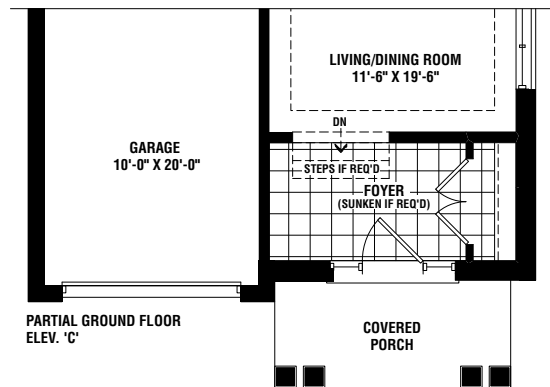 LIVING/DINING ROOM
11'-6" X 19'-6"
DN
GARAGE
10'-0" X 20'-0"
STEPS IF REQ'D
FOYER
(SUNKEN IF REQ'D)
PARTIAL GROUND FLOOR
ELEV. 'C'
COVERED
PORCH